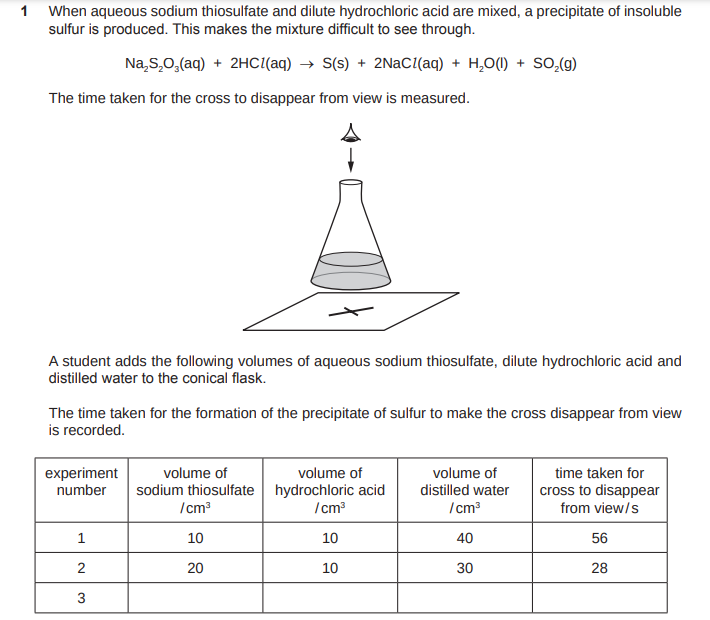 1 When aqueous sodium thiosulfate and dilute hydrochloric acid are mixed, a precipitate of insoluble
sulfur is produced. This makes the mixture difficult to see through.
Na₂S₂O₃(aq) + 2HCl(aq) → S(s) + 2NaCl(aq) + H₂O(l) + SO₂(g)
The time taken for the cross to disappear from view is measured.
A student adds the following volumes of aqueous sodium thiosulfate, dilute hydrochloric acid and
distilled water to the conical flask.
The time taken for the formation of the precipitate of sulfur to make the cross disappear from view
is recorded.
experiment number | volume of sodium thiosulfate /cm³ | volume of hydrochloric acid /cm³ | volume of distilled water /cm³ | time taken for cross to disappear from view/s
1 | 10 | 10 | 40 | 56
2 | 20 | 10 | 30 | 28
3